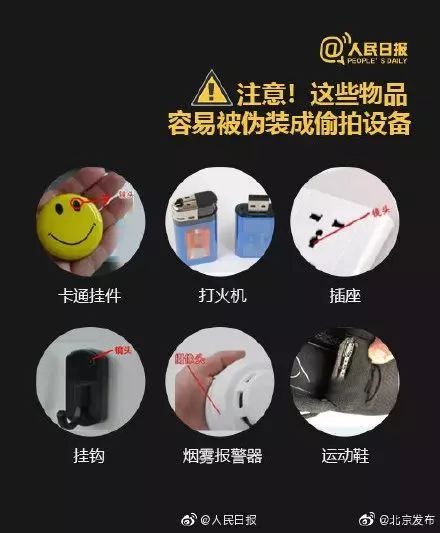 @人民日报
PEOPLE'S DAILY
注意！这些物品
容易被伪装成偷拍设备
镜头
镜头
卡通挂件
打火机
插座
镜头
摄像头
挂钩
烟雾报警器
运动鞋
@人民日报
@北京发布